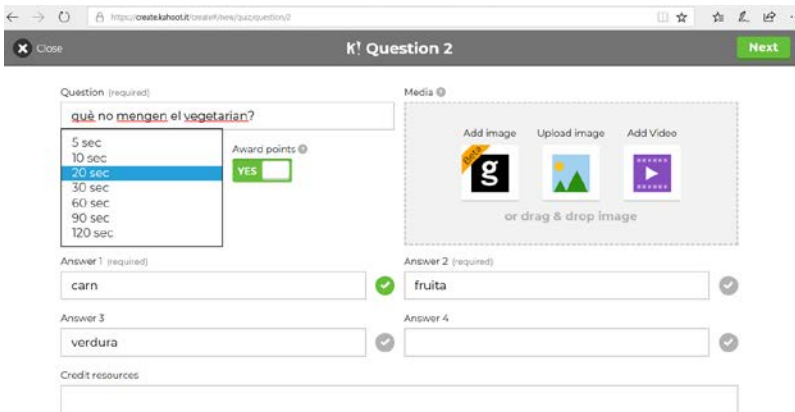 https://create.kahoot.it/create#/new/quiz/question/2
Close
K! Question 2
Next
Question (required)
què no mengen el vegetarian?
5 sec
10 sec
20 sec
30 sec
60 sec
90 sec
120 sec
Award points
YES
Media
Add image Upload image Add Video
Beta
g
or drag & drop image
Answer 1 (required)
carn
Answer 2 (required)
fruita
Answer 3
verdura
Answer 4
Credit resources